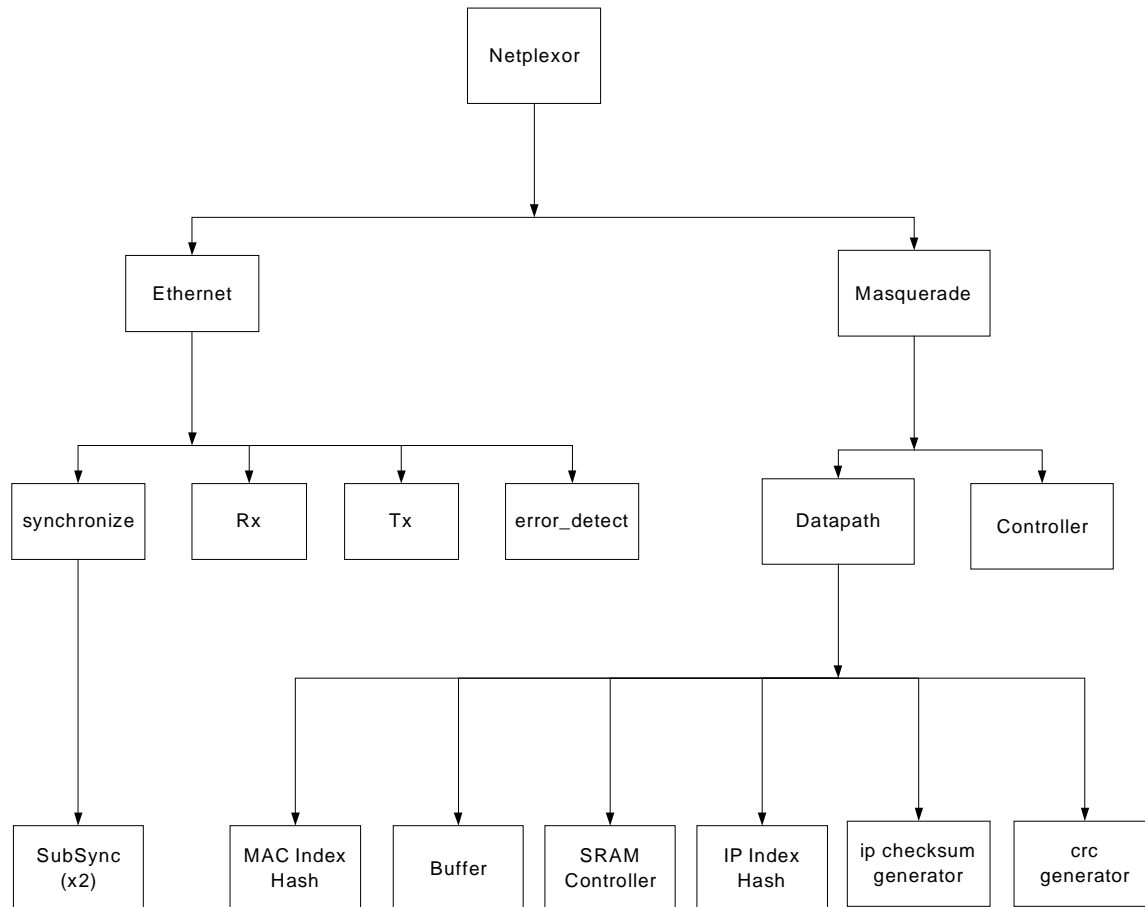 Netplexor
Ethernet
Masquerade
synchronize
Rx
Tx
error_detect
Datapath
Controller
SubSync
(x2)
MAC Index
Hash
Buffer
SRAM
Controller
IP Index
Hash
ip checksum
generator
crc
generator